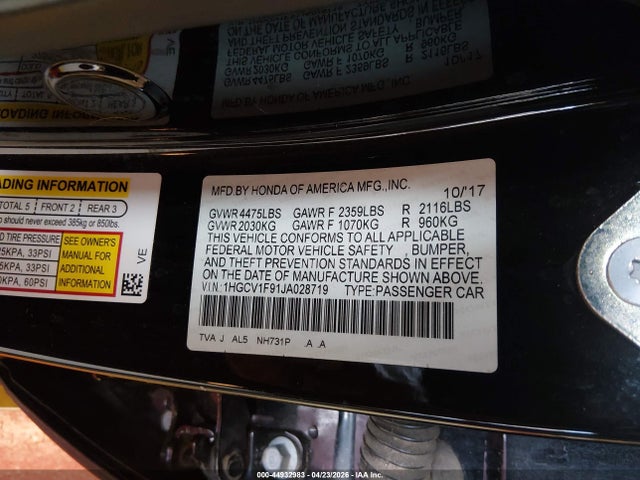 MFD BY HONDA OF AMERICA MFG.,INC. 10/'17
GVWR 4475LBS GAWR F 2359LBS R 2116LBS
GVWR 2030KG GAWR F 1070KG R 960KG
THIS VEHICLE CONFORMS TO ALL APPLICABLE
FEDERAL MOTOR VEHICLE SAFETY , BUMPER,
AND THEFT PREVENTION STANDARDS IN EFFECT
ON THE DATE OF MANUFACTURE SHOWN ABOVE.
VIN:1HGCV1F91JA028719 TYPE:PASSENGER CAR
TVA J AL5 NH731P .A .A
LOADING INFORMATION
TOTAL 5 FRONT 2 REAR 3
should never exceed 385kg or 850lbs.
TIRE PRESSURE
KPA, 33PSI
KPA, 33PSI
KPA, 60PSI
SEE OWNER'S
MANUAL FOR
ADDITIONAL
INFORMATION
VE
000-44932983 - 04/23/2026 - IAA Inc.